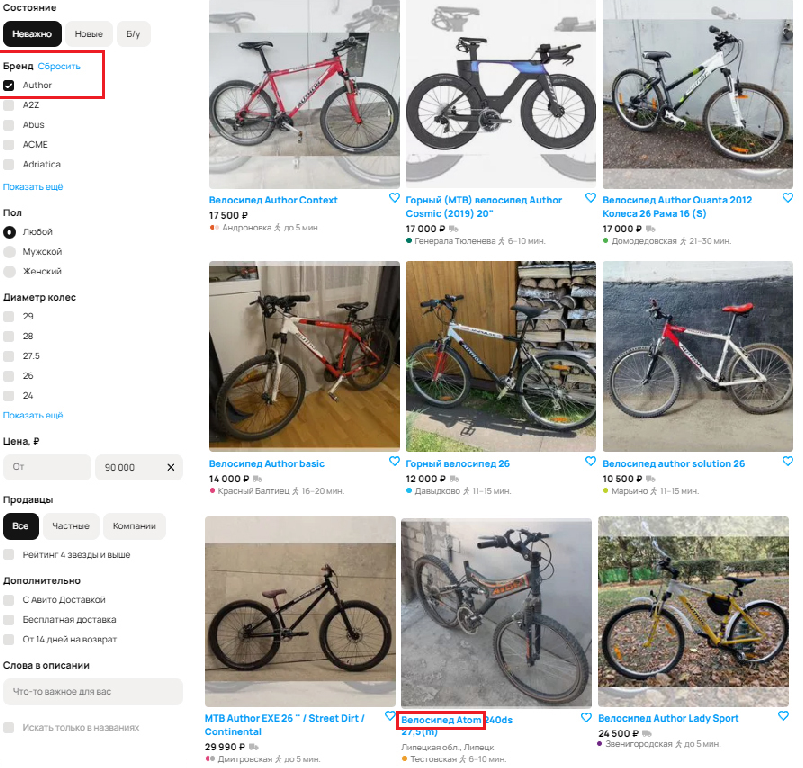 Состояние
Неважно
Новые
Б/у
Бренд Сбросить
Author
A2Z
Abus
ACME
Adriatica
Показать ещё
Пол
Любой
Мужской
Женский
Диаметр колес
29
28
27.5
26
24
Показать ещё
Цена, ₽
От
90 000
Продавцы
Все
Частные
Компании
Рейтинг 4 звезды и выше
Дополнительно
С Авито Доставкой
Бесплатная доставка
От 14 дней на возврат
Слова в описании
Что-то важное для вас
Искать только в названиях
Велосипед Author Context
17 500 ₽
Андроновка до 5 мин.
Горный (MTB) велосипед Author
Cosmic (2019) 20"
17 000 ₽
Генерала Тюленева 6–10 мин.
Велосипед Author Quanta 2012
Колеса 26 Рама 16 (S)
17 000 ₽
Домодедовская 21–30 мин.
Велосипед Author basic
14 000 ₽
Красный Балтиец 16–20 мин.
Горный велосипед 26
12 000 ₽
Давыдково 11–15 мин.
Велосипед author solution 26
10 500 ₽
Марьино 11–15 мин.
MTB Author EXE 26 " / Street Dirt /
Continental
29 990 ₽
Дмитровская до 5 мин.
Велосипед Atom 240ds
27.5(m)
Липецкая обл., Липецк
Тестовская 6–10 мин.
Велосипед Author Lady Sport
24 500 ₽
Звенигородская до 5 мин.